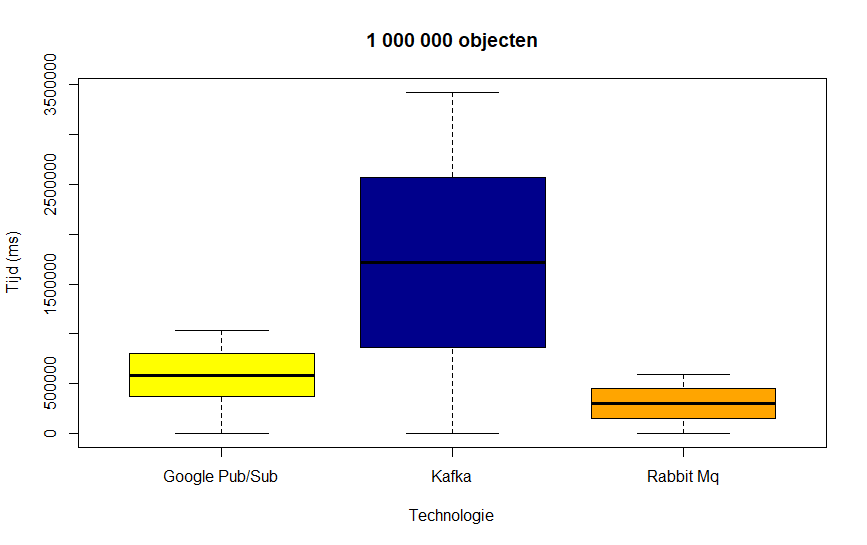 1 000 000 objecten
3500000
2500000
1500000
500000
0
Tijd (ms)
Google Pub/Sub
Kafka
Rabbit Mq
Technologie